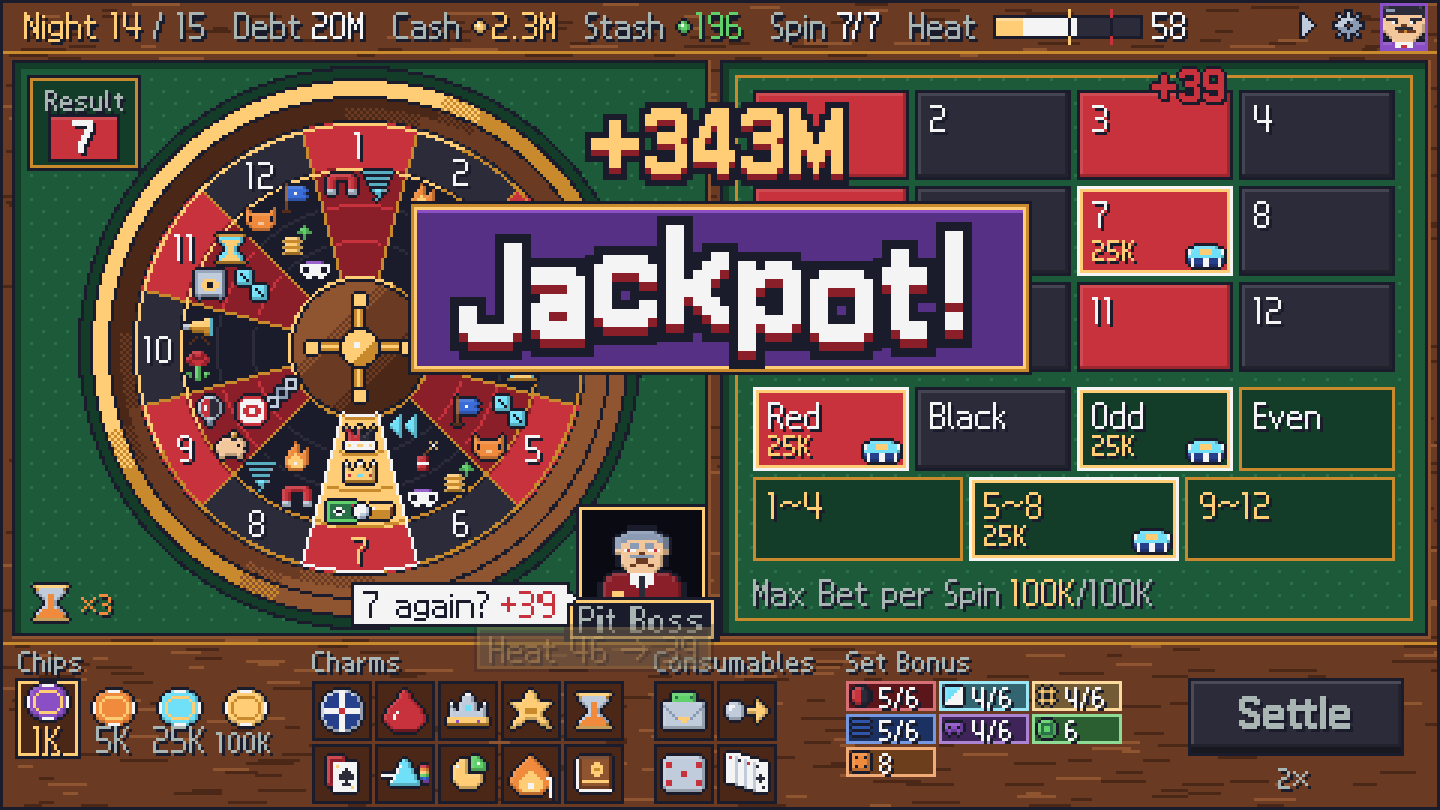 Night 14 / 15 Debt 20M Cash 2.3M Stash 196 Spin 7/7 Heat 58
Result
7
+343M
+39
Jackpot!
1
2
5
6
7
8
9
10
11
12
2
3
4
7
25K
8
11
12
Red
25K
Black
Odd
25K
Even
1~4
5~8
25K
9~12
Max Bet per Spin 100K/100K
×3
7 again? +39
Pit Boss
Heat 46
Chips
1K
5K
25K
100K
Charms
Consumables
Set Bonus
5/6
4/6
4/6
5/6
4/6
6
8
Settle
2×